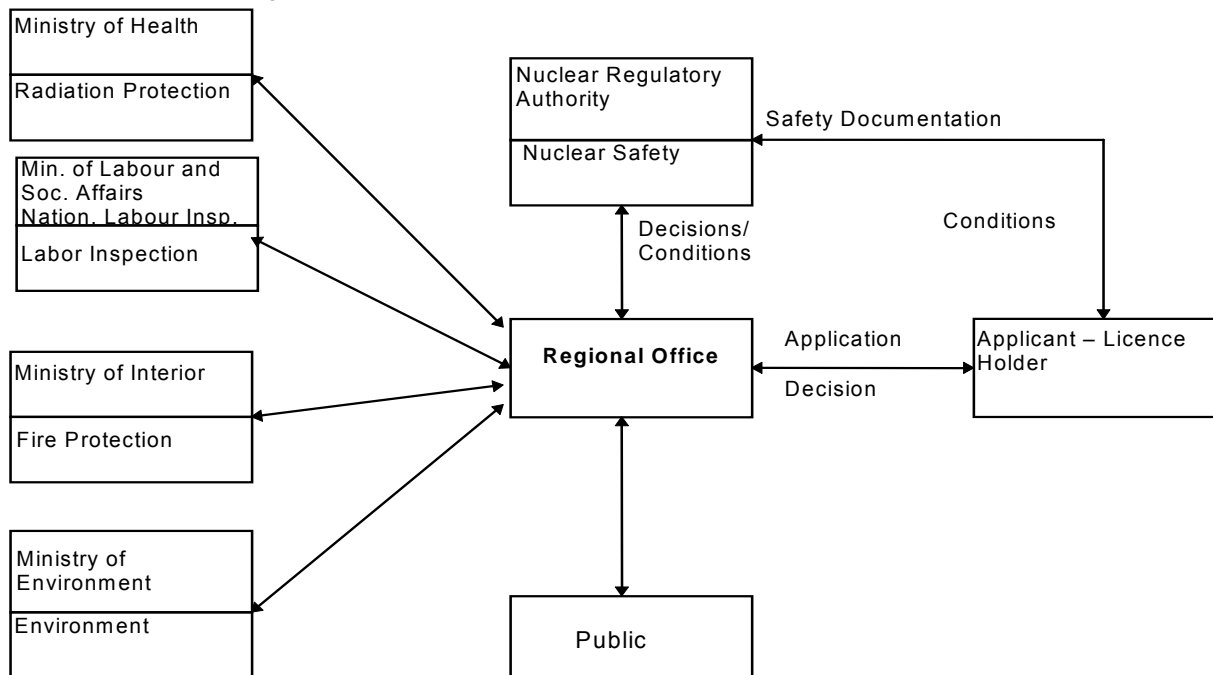 Ministry of Health
Radiation Protection
Min. of Labour and
Soc. Affairs
Nation. Labour Insp.
Labor Inspection
Ministry of Interior
Fire Protection
Ministry of
Environment
Environment
Nuclear Regulatory
Authority
Nuclear Safety
Safety Documentation
Decisions/
Conditions
Conditions
Regional Office
Application
Decision
Applicant – Licence
Holder
Public